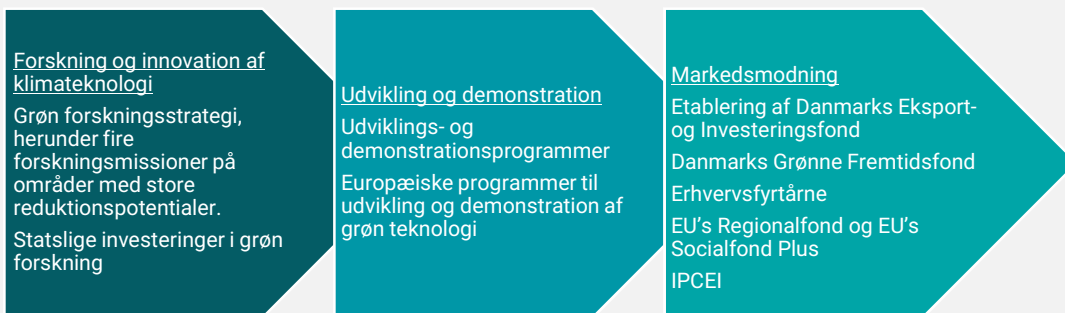 Forskning og innovation af
klimateknologi
Grøn forskningsstrategi,
herunder fire
forskningsmissioner på
områder med store
reduktionspotentialer.
Statslige investeringer i grøn
forskning
Udvikling og demonstration
Udviklings- og
demonstrationsprogrammer
Europæiske programmer til
udvikling og demonstration af
grøn teknologi
Markedsmodning
Etablering af Danmarks Eksport-
og Investeringsfond
Danmarks Grønne Fremtidsfond
Erhvervsfyrtårne
EU's Regionalfond og EU's
Socialfond Plus
IPCEI